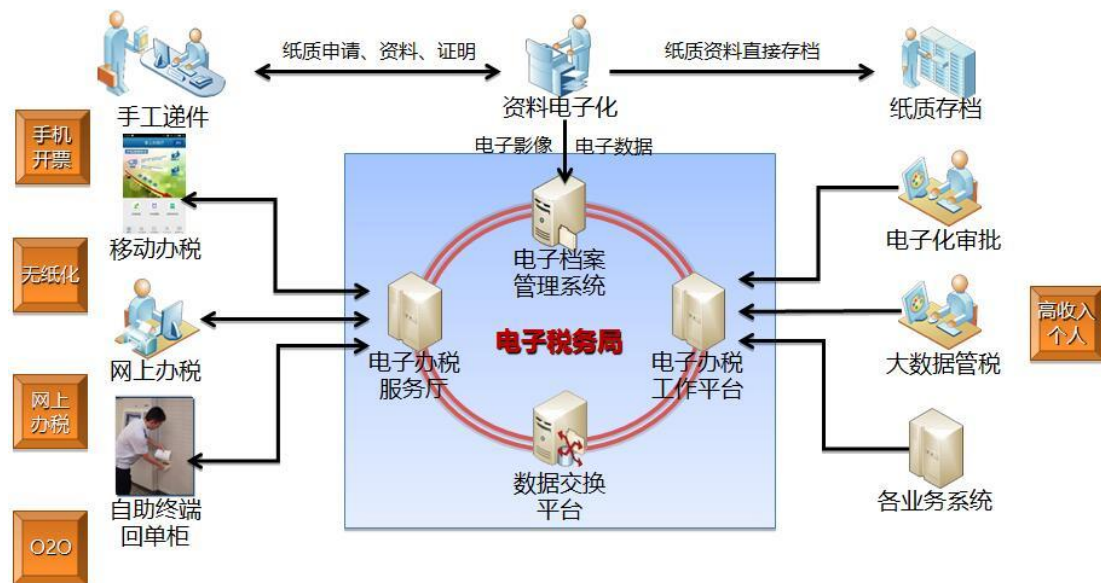 纸质申请、资料、证明
纸质资料直接存档
手工递件
资料电子化
纸质存档
手机
开票
电子影像
电子数据
移动办税
电子档案
管理系统
电子化审批
无纸化
网上办税
电子办税
服务厅
电子税务局
电子办税
工作平台
大数据管税
高收入
个人
网上
办税
自助终端
回单柜
数据交换
平台
各业务系统
O2O